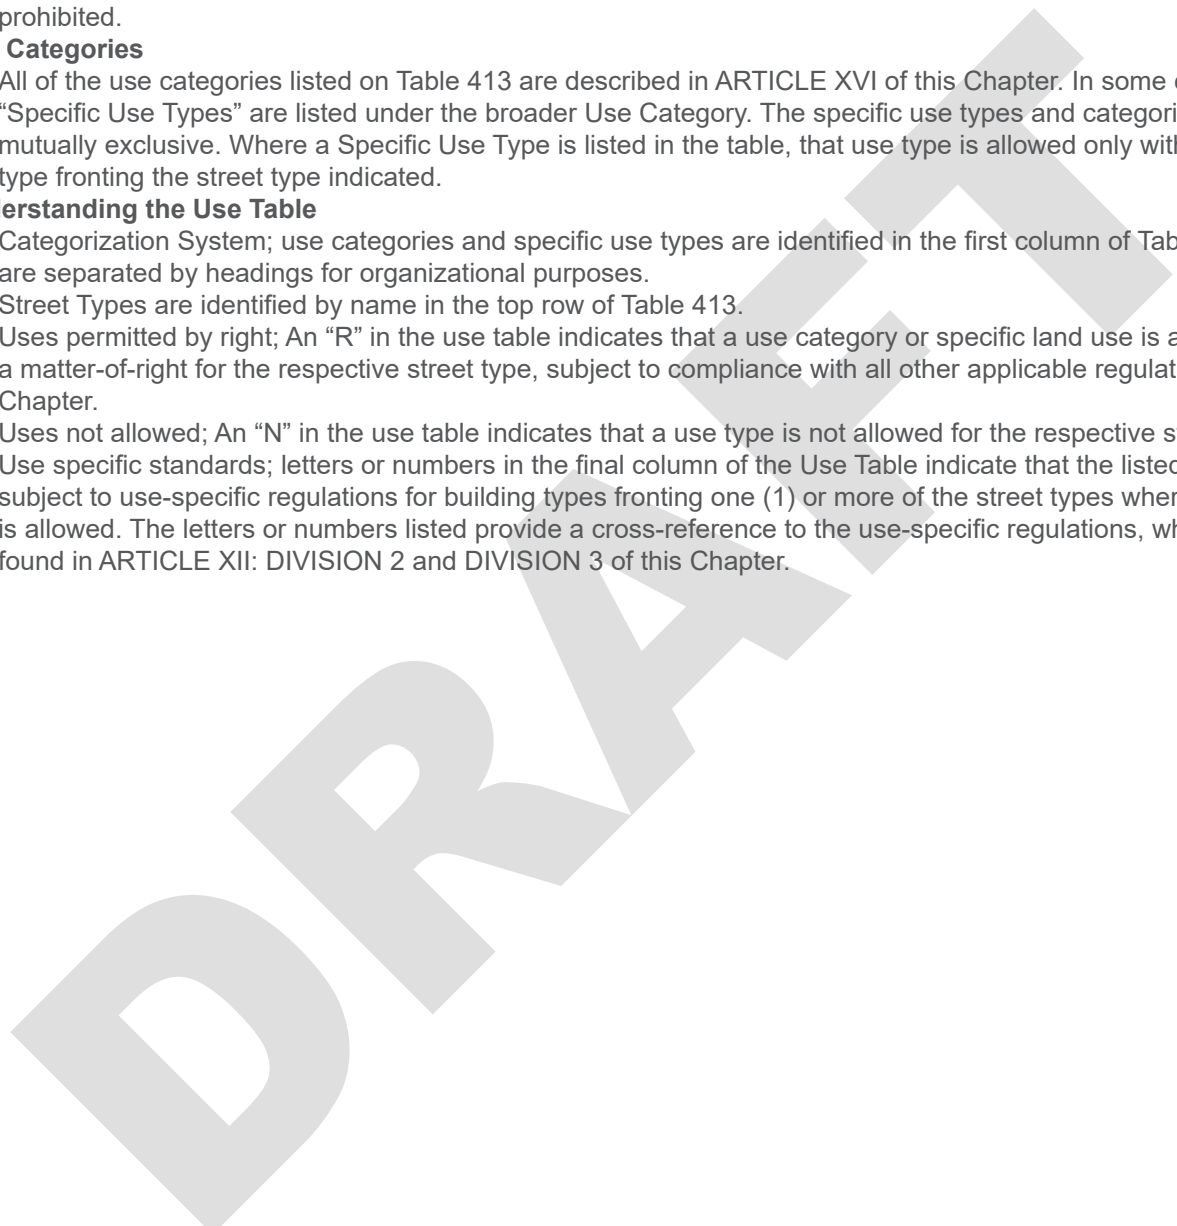 prohibited.
Categories
All of the use categories listed on Table 413 are described in ARTICLE XVI of this Chapter. In some
“Specific Use Types” are listed under the broader Use Category. The specific use types and categori
mutually exclusive. Where a Specific Use Type is listed in the table, that use type is allowed only with
type fronting the street type indicated.
erstanding the Use Table
Categorization System; use categories and specific use types are identified in the first column of Tab
are separated by headings for organizational purposes.
Street Types are identified by name in the top row of Table 413.
Uses permitted by right; An “R” in the use table indicates that a use category or specific land use is a
a matter-of-right for the respective street type, subject to compliance with all other applicable regulat
Chapter.
Uses not allowed; An “N” in the use table indicates that a use type is not allowed for the respective s
Use specific standards; letters or numbers in the final column of the Use Table indicate that the listed
subject to use-specific regulations for building types fronting one (1) or more of the street types wher
is allowed. The letters or numbers listed provide a cross-reference to the use-specific regulations, wh
found in ARTICLE XII: DIVISION 2 and DIVISION 3 of this Chapter.
DRAFT